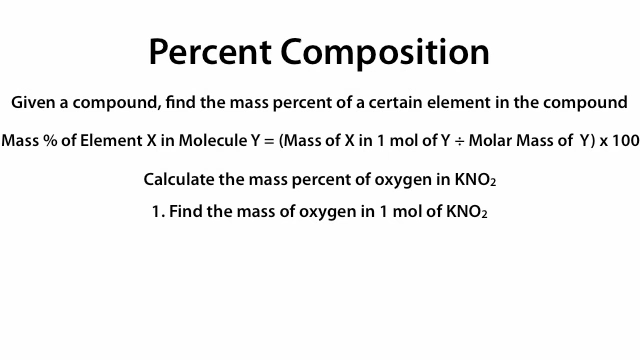 Percent Composition
Given a compound, find the mass percent of a certain element in the compound
Mass % of Element X in Molecule Y = (Mass of X in 1 mol of Y ÷ Molar Mass of Y) x 100
Calculate the mass percent of oxygen in KNO₂
1. Find the mass of oxygen in 1 mol of KNO₂